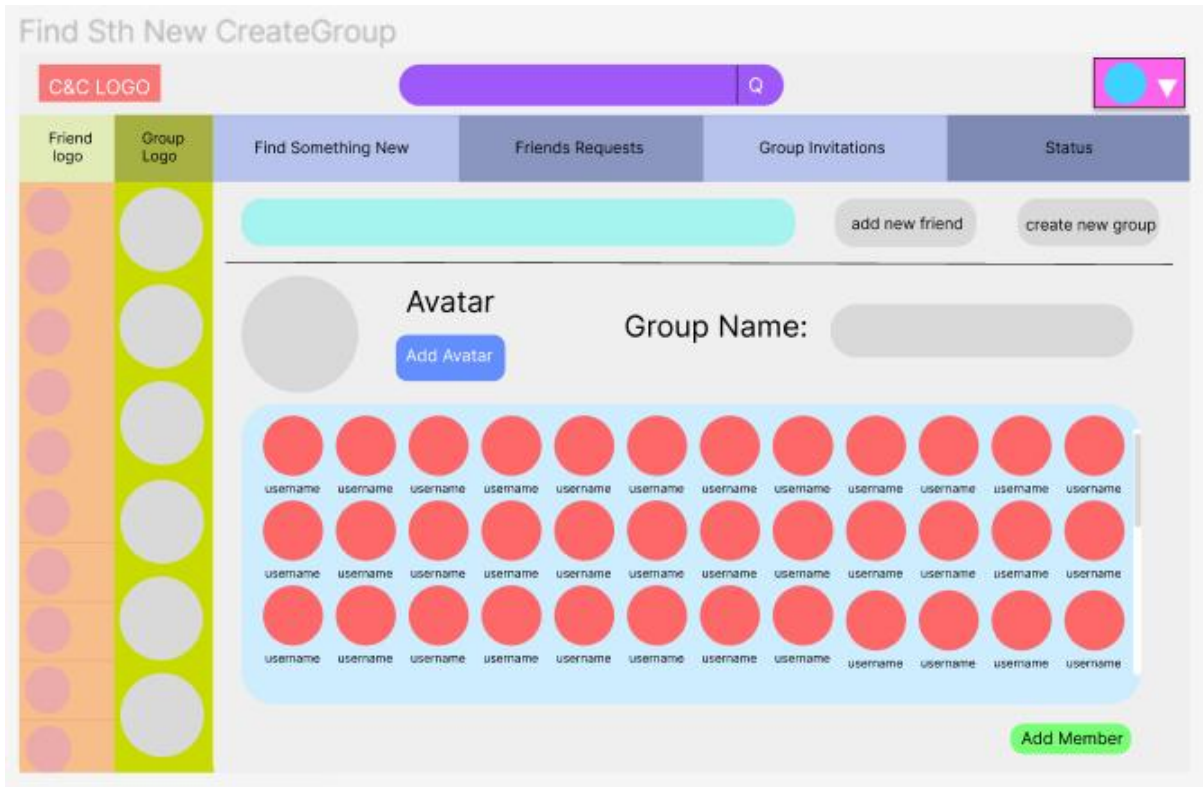 Find Sth New CreateGroup
C&C LOGO
Q
Friend
logo
Group
Logo
Find Something New
Friends Requests
Group Invitations
Status
add new friend
create new group
Avatar
Add Avatar
Group Name:
username username username username username username username username username username username username
username username username username username username username username username username username username
username username username username username username username username username username username username
Add Member